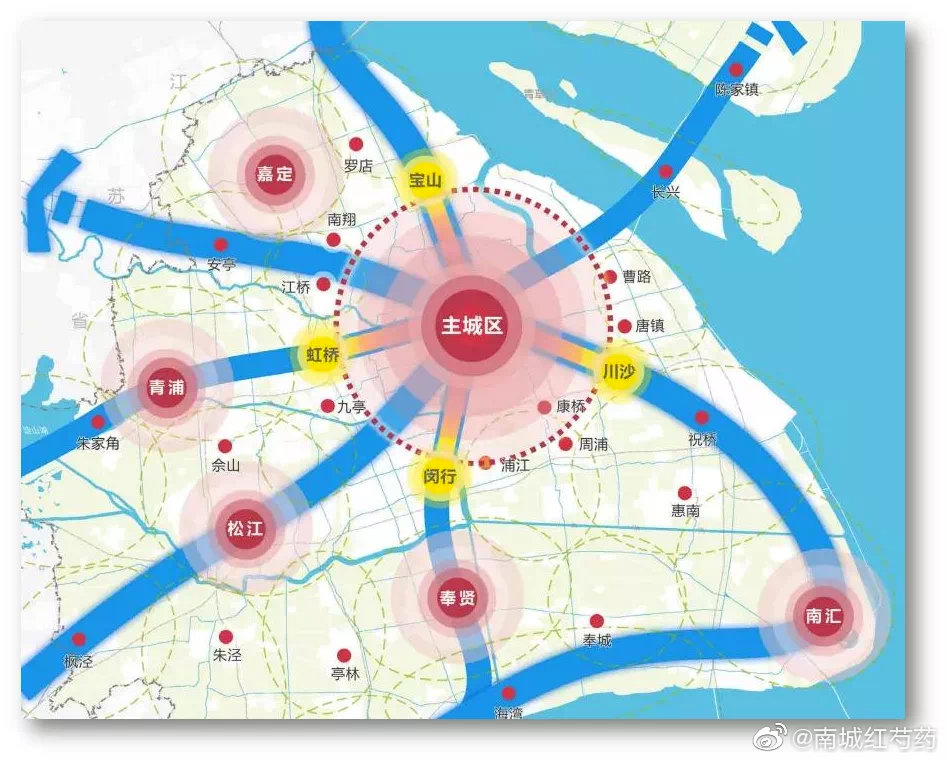 陈家镇
江
青草
罗店
嘉定
宝山
长兴
苏
南翔
安亭
曹路
江桥
省
唐镇
主城区
虹桥
川沙
青浦
九亭
康桥
朱家角
祝桥
周浦
佘山
浦江
闵行
惠南
松江
奉贤
南汇
奉城
朱泾
枫泾
亭林
海湾
@南城红芍药